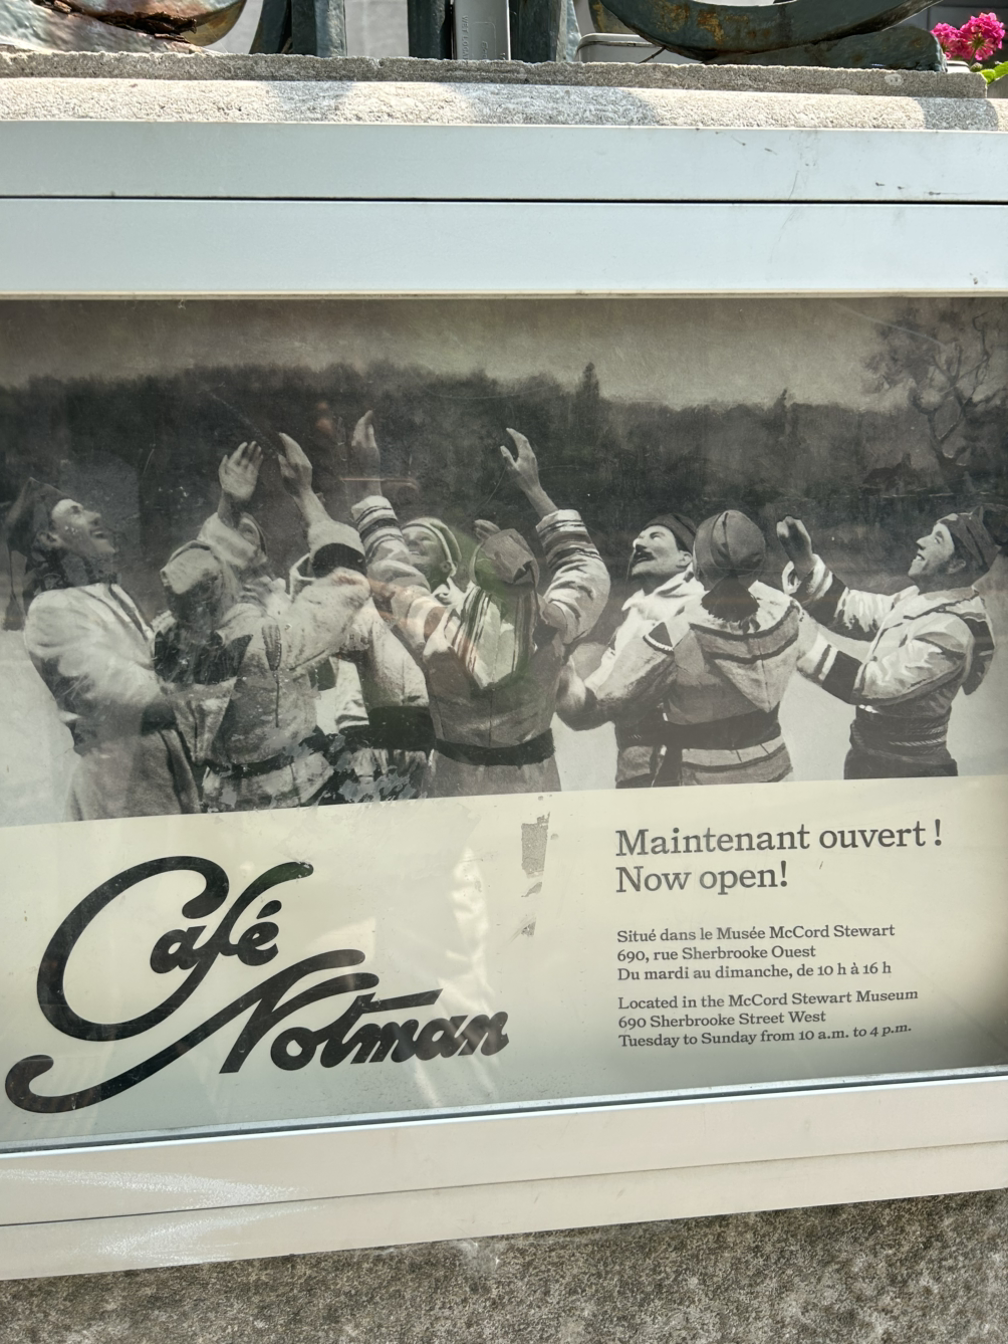 Café
Notman
Maintenant ouvert !
Now open!
Situé dans le Musée McCord Stewart
690, rue Sherbrooke Ouest
Du mardi au dimanche, de 10 h à 16 h
Located in the McCord Stewart Museum
690 Sherbrooke Street West
Tuesday to Sunday from 10 a.m. to 4 p.m.